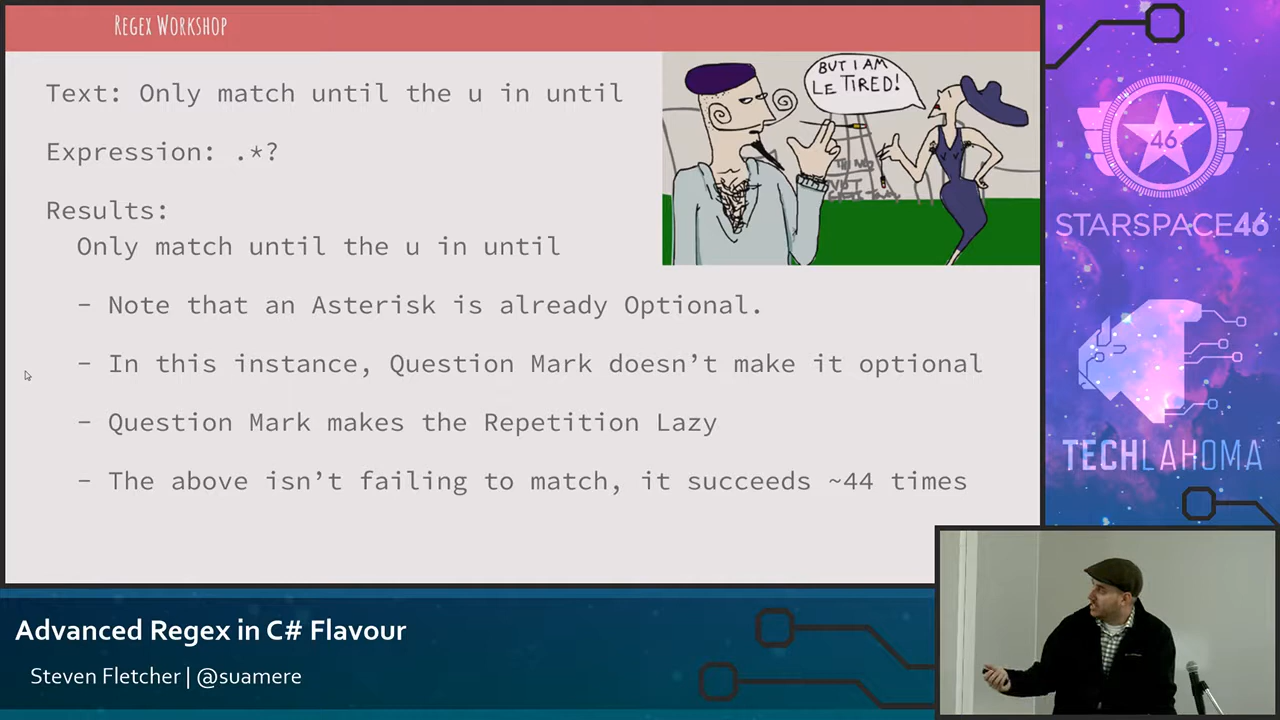 Regex Workshop
Text: Only match until the u in until
Expression: .*?
Results:
Only match until the u in until
- Note that an Asterisk is already Optional.
- In this instance, Question Mark doesn't make it optional
- Question Mark makes the Repetition Lazy
- The above isn't failing to match, it succeeds ~44 times
BUT I AM
LE TIRED!
46
STARSPACE46
TECHLAHOMA
Advanced Regex in C# Flavour
Steven Fletcher | @suamere